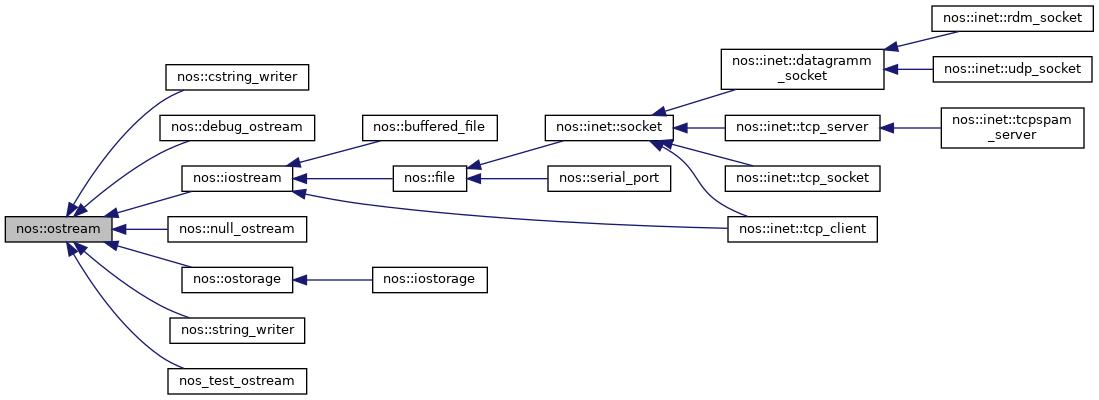 nos::inet::rdm_socket
nos::inet::datagramm
_socket
nos::inet::udp_socket
nos::cstring_writer
nos::debug_ostream
nos::buffered_file
nos::inet::socket
nos::inet::tcp_server
nos::inet::tcpspam
_server
nos::iostream
nos::file
nos::serial_port
nos::inet::tcp_socket
nos::ostream
nos::null_ostream
nos::inet::tcp_client
nos::ostorage
nos::iostorage
nos::string_writer
nos_test_ostream